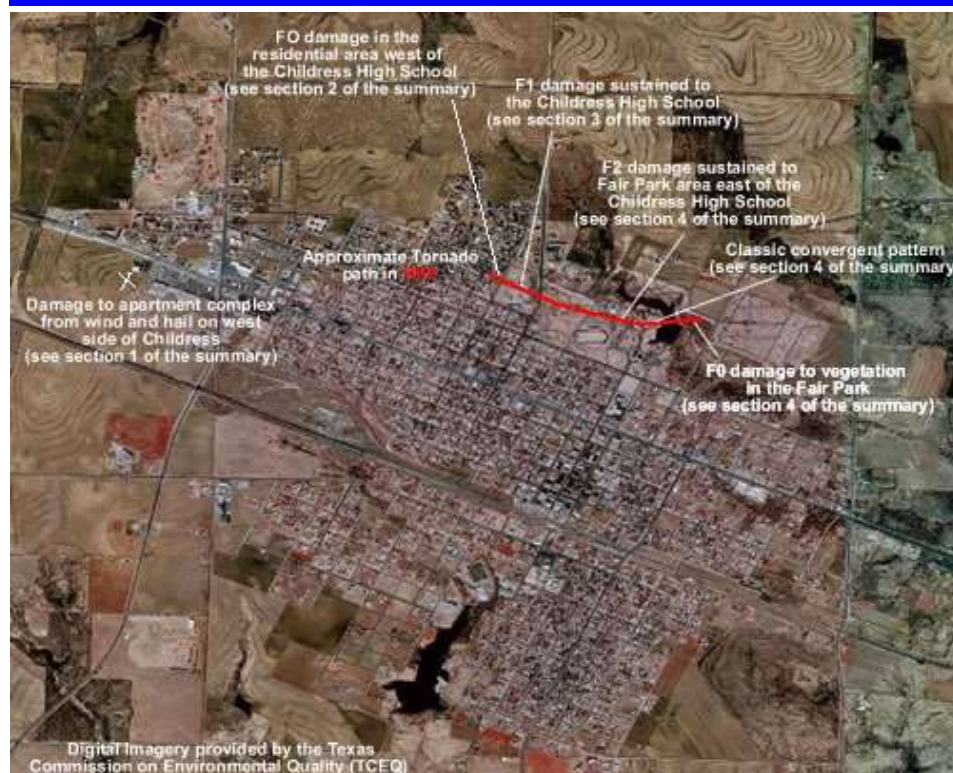 FO damage in the
residential area west of
the Childress High School
(see section 2 of the summary)
F1 damage sustained to
the Childress High School
(see section 3 of the summary)
F2 damage sustained to
Fair Park area east of the
Childress High School
(see section 4 of the summary)
Classic convergent pattern
(see section 4 of the summary
Approximate Tornado
path in
Damage to apartment complex
from wind and hail on west
side of Childress
(see section 1 of the summary)
F0 damage to vegetation
in the Fair Park
(see section 4 of the summary)
Digital Imagery provided by the Texas
Commission on Environmental Quality (TCEQ)